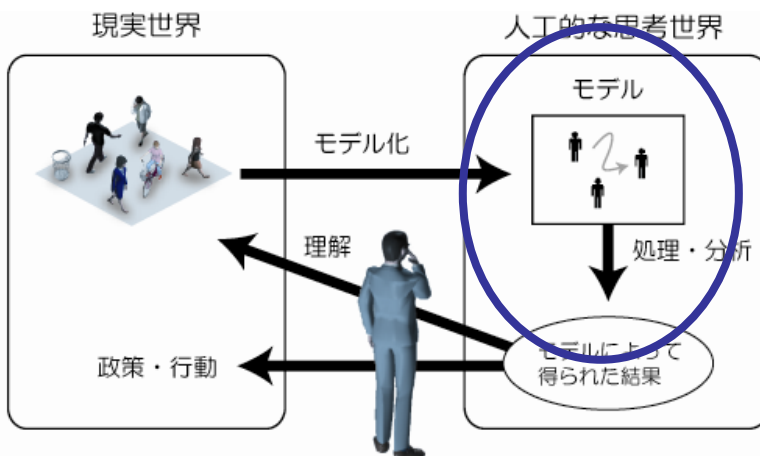 現実世界
人工的な思考世界
モデル
モデル化
理解
処理・分析
政策・行動
モデルによって
得られた結果